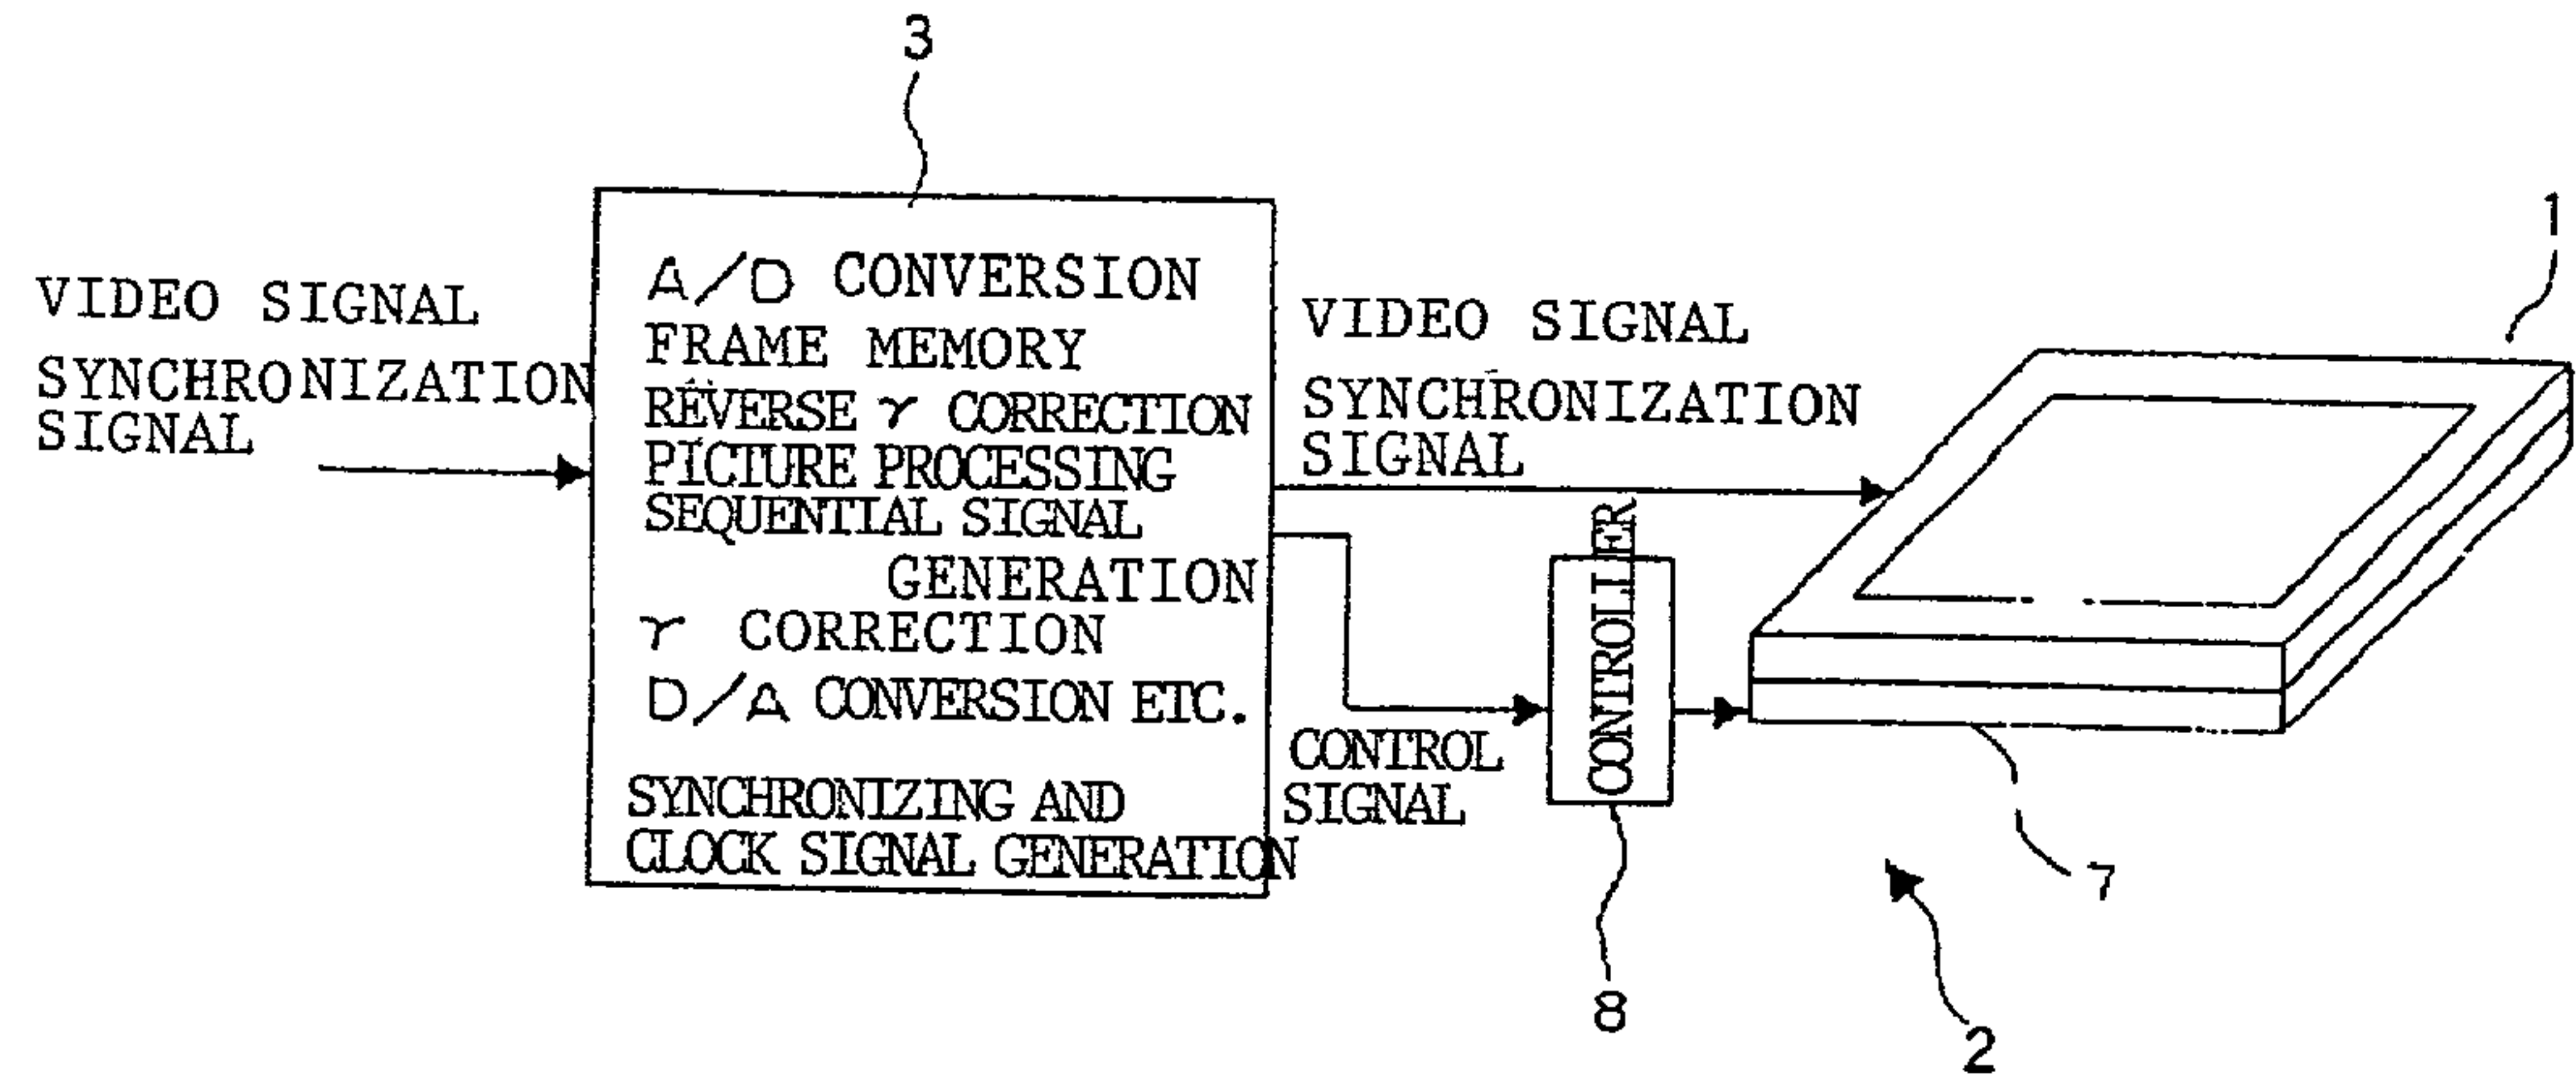 3
1
VIDEO SIGNAL
SYNCHRONIZATION
SIGNAL
A/D CONVERSION
FRAME MEMORY
REVERSE γ CORRECTION
PICTURE PROCESSING
SEQUENTIAL SIGNAL
GENERATION
γ CORRECTION
D/A CONVERSION ETC.
SYNCHRONIZING AND
CLOCK SIGNAL GENERATION
VIDEO SIGNAL
SYNCHRONIZATION
SIGNAL
CONTROL
SIGNAL
CONTROLLER
7
8
2